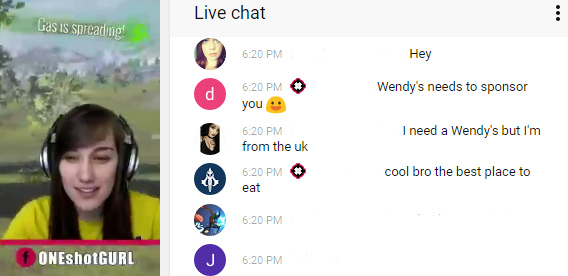 Gas is spreading!
f ONEshotGURL
Live chat
6:20 PM Hey
6:20 PM Wendy's needs to sponsor
you
d
6:20 PM I need a Wendy's but I'm
from the uk
6:20 PM cool bro the best place to
eat
6:20 PM
J 6:20 PM